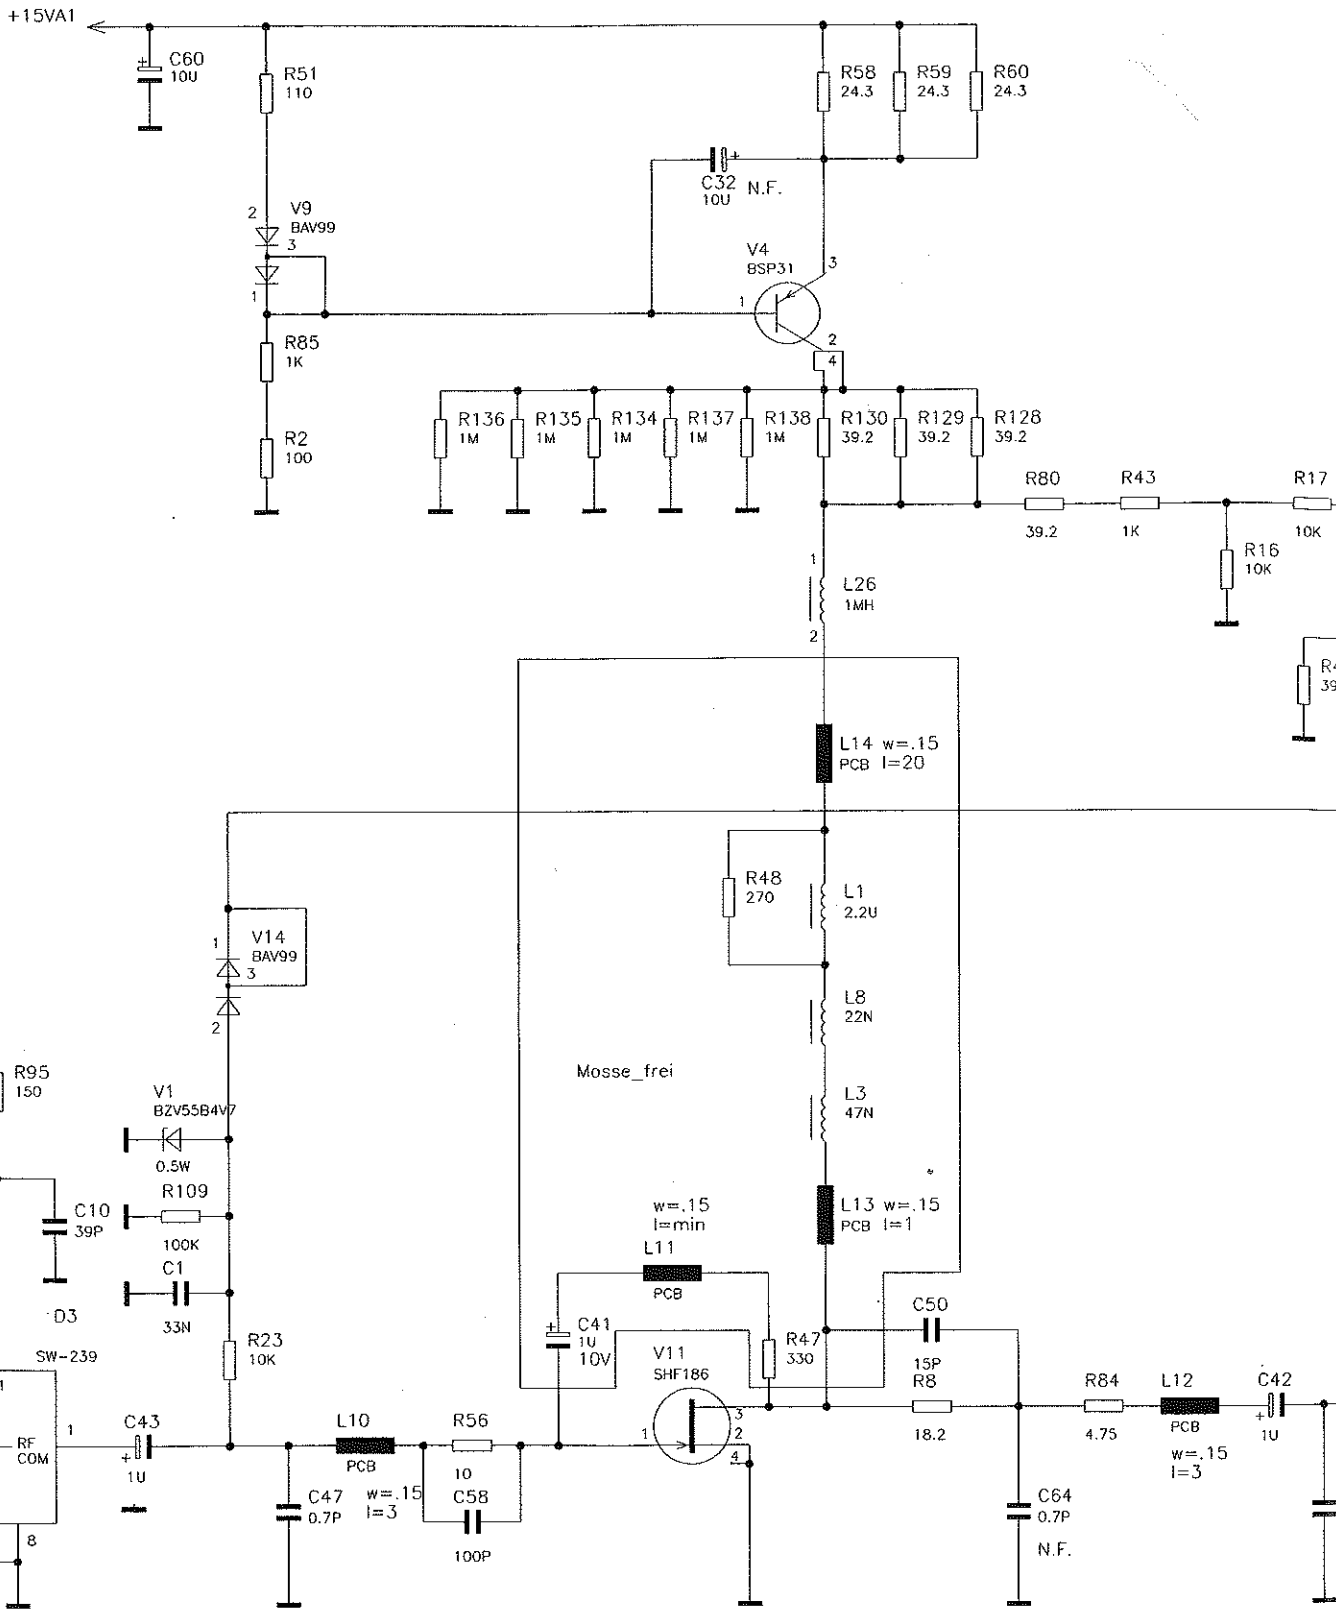 +15VA1
C60
10U
R51
110
R58
24.3
R59
24.3
R60
24.3
C32
10U
N.F.
V9
BAV99
2
3
1
V4
BSP31
3
1
2
4
R85
1K
R2
100
R136
1M
R135
1M
R134
1M
R137
1M
R138
1M
R130
39.2
R129
39.2
R128
39.2
R80
39.2
R43
1K
R17
10K
R16
10K
1
L26
1MH
2
L14 w=.15
PCB l=20
R48
270
L1
2.2U
V14
BAV99
1
3
2
L8
22N
Mosse_frei
L3
47N
R95
150
V1
BZV55B4V7
0.5W
R109
100K
C10
39P
C1
33N
w=.15
l=min
L11
PCB
L13 w=.15
PCB l=1
D3
SW-239
R23
10K
+
C41
1U
10V
V11
SHF186
R47
330
C50
15P
R8
18.2
R84
4.75
L12
PCB
w=.15
l=3
C42
+
1U
RF
COM
1
C43
+
1U
L10
PCB
w=.15
l=3
R56
10
C58
100P
C47
0.7P
1
3
2
4
C64
0.7P
N.F.
8